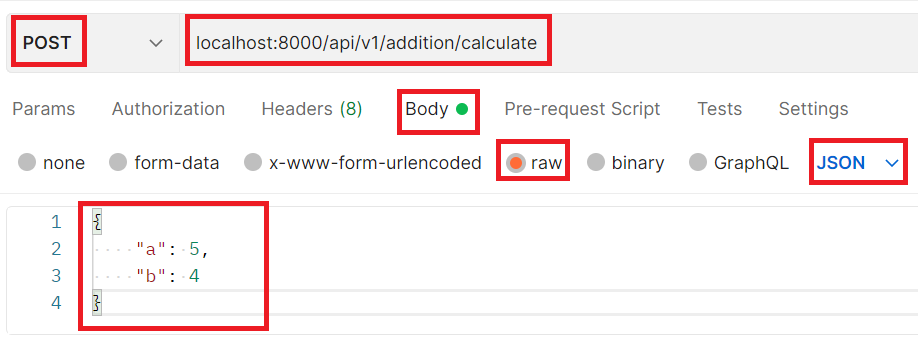 POST localhost:8000/api/v1/addition/calculate
Params Authorization Headers (8) Body Pre-request Script Tests Settings
none form-data x-www-form-urlencoded raw binary GraphQL JSON
1 {
2 "a": 5,
3 "b": 4
4 }